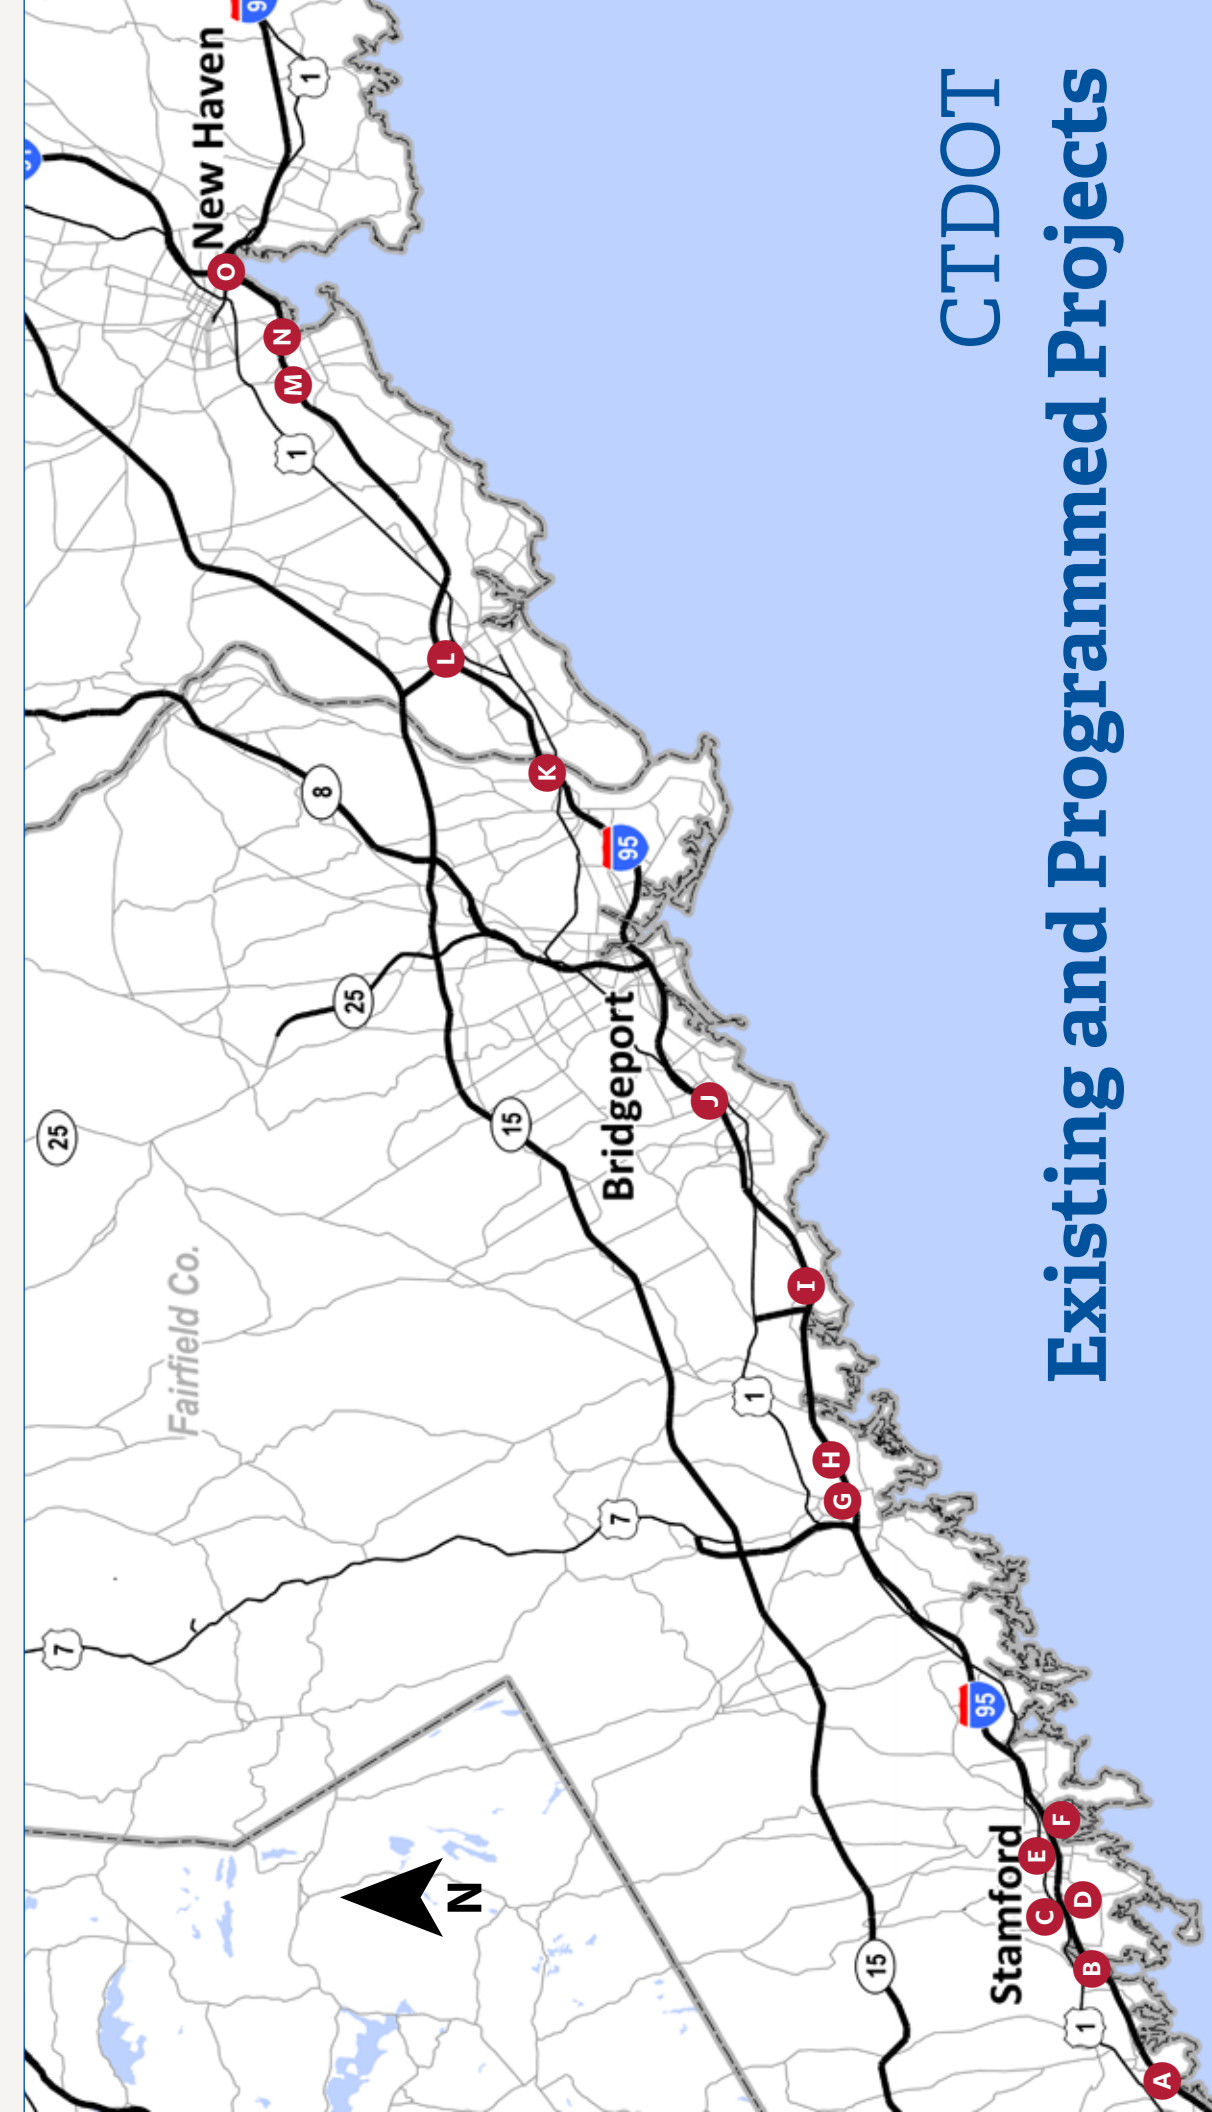 7
25
Fairfield Co.
New Haven
1
O
N
M
1
8
25
L
N
15
K
7
Bridgeport
95
J
1
I
H
G
15
95
CTDOT
Existing and Programmed Projects
Stamford
E
C
F
D
1
B
A